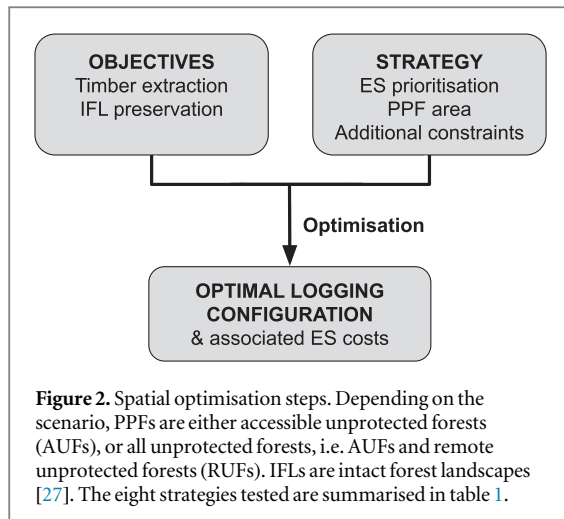 OBJECTIVES
Timber extraction
IFL preservation
STRATEGY
ES prioritisation
PPF area
Additional constraints
Optimisation
OPTIMAL LOGGING
CONFIGURATION
& associated ES costs
Figure 2. Spatial optimisation steps. Depending on the
scenario, PPFs are either accessible unprotected forests
(AUFs), or all unprotected forests, i.e. AUFs and remote
unprotected forests (RUFs). IFLs are intact forest landscapes
[27]. The eight strategies tested are summarised in table 1.